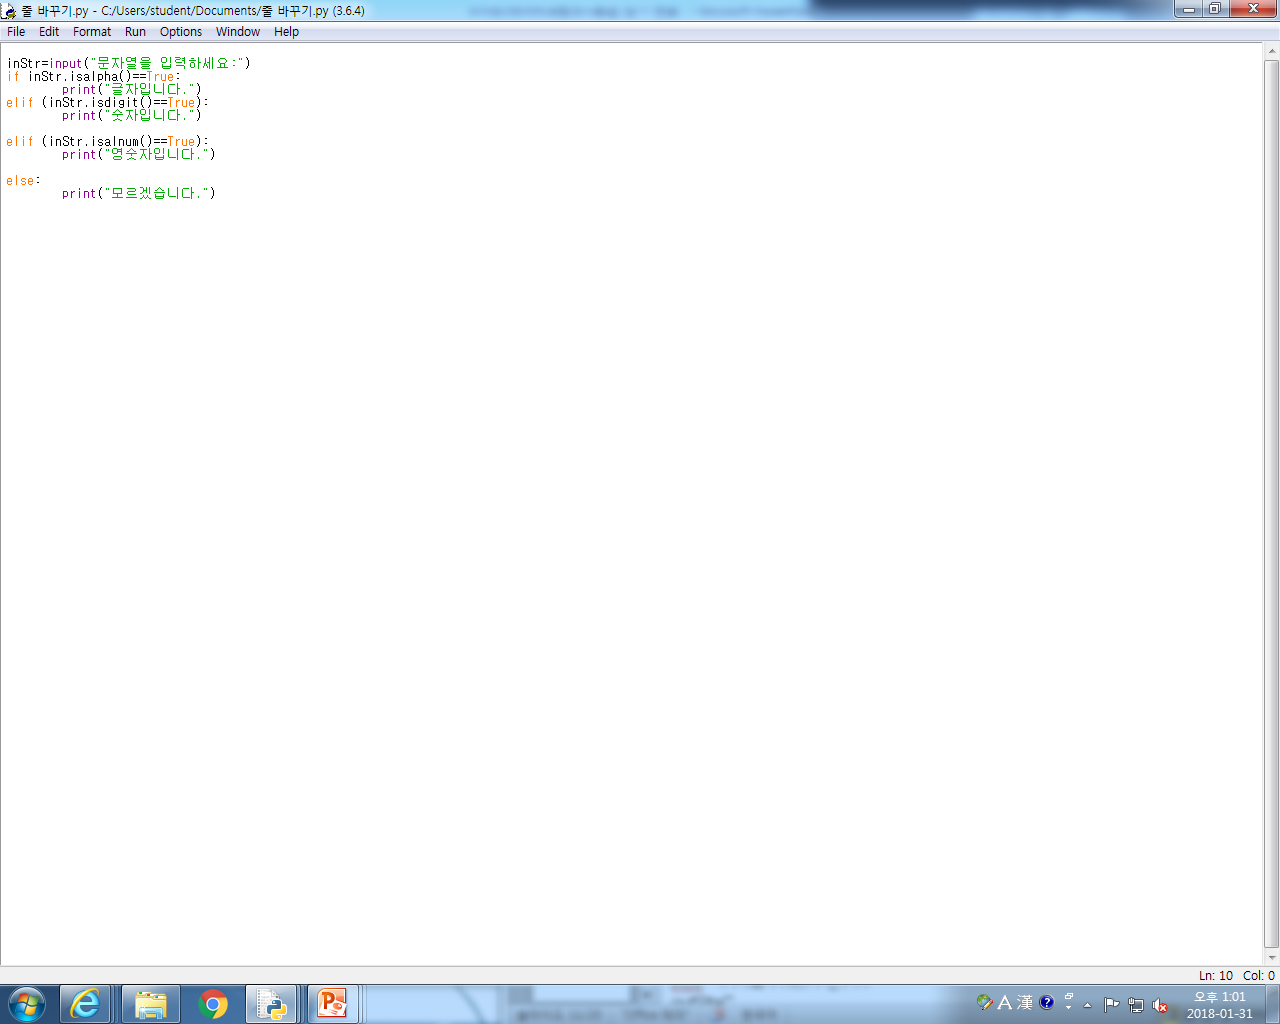 줄 바꾸기.py - C:/Users/student/Documents/줄 바꾸기.py (3.6.4)
File Edit Format Run Options Window Help
inStr=input("문자열을 입력하세요:")
if inStr.isalpha()==True:
print("글자입니다.")
elif (inStr.isdigit()==True):
print("숫자입니다.")
elif (inStr.isalnum()==True):
print("영숫자입니다.")
else:
print("모르겠습니다.")
Ln: 10 Col: 0
A 漢
오후 1:01
2018-01-31